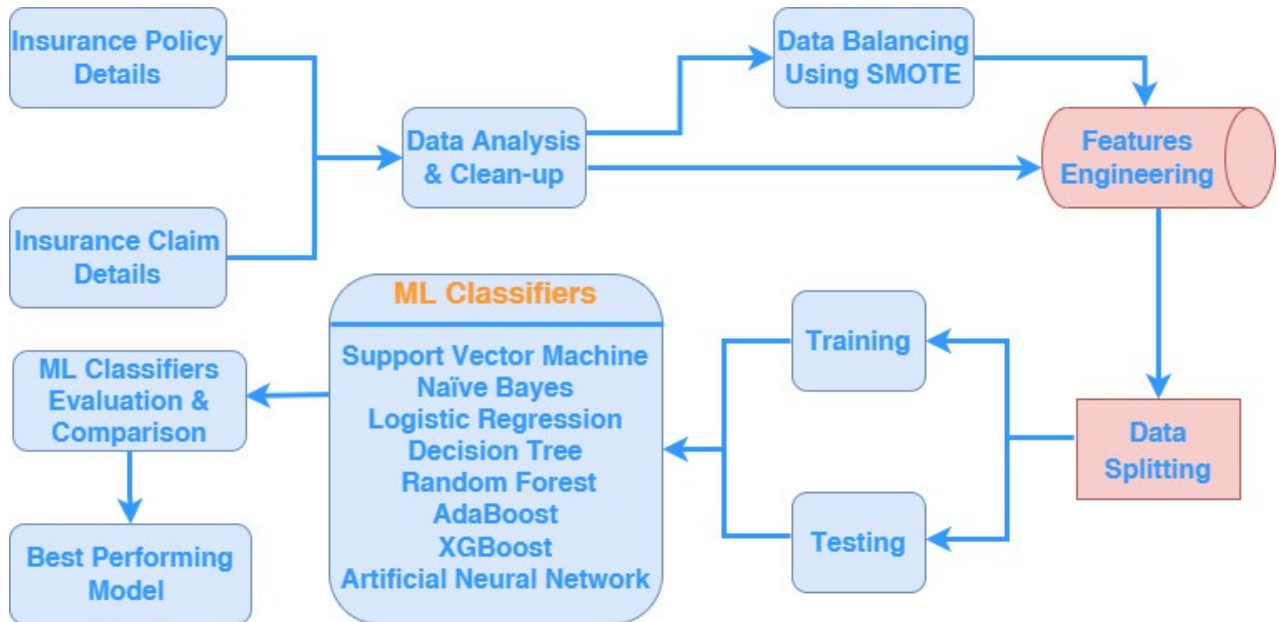 Insurance Policy
Details
Data Balancing
Using SMOTE
Data Analysis
& Clean-up
Features
Engineering
Insurance Claim
Details
ML Classifiers
Support Vector Machine
Naïve Bayes
Logistic Regression
Decision Tree
Random Forest
AdaBoost
XGBoost
Artificial Neural Network
Training
Testing
Data
Splitting
ML Classifiers
Evaluation &
Comparison
Best Performing
Model